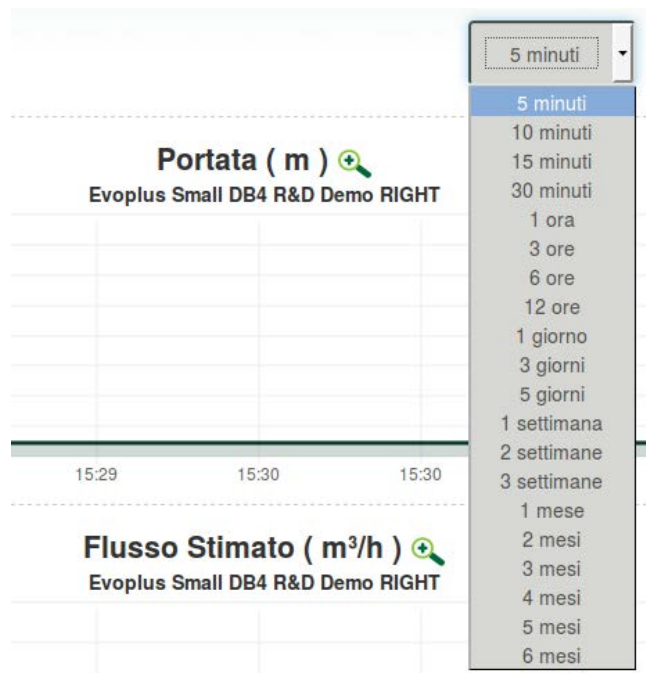 5 minuti
5 minuti
10 minuti
15 minuti
30 minuti
1 ora
3 ore
6 ore
12 ore
1 giorno
3 giorni
5 giorni
1 settimana
2 settimane
3 settimane
1 mese
2 mesi
3 mesi
4 mesi
5 mesi
6 mesi
Portata ( m )
Evoplus Small DB4 R&D Demo RIGHT
15:29 15:30 15:30
Flusso Stimato ( m³/h )
Evoplus Small DB4 R&D Demo RIGHT